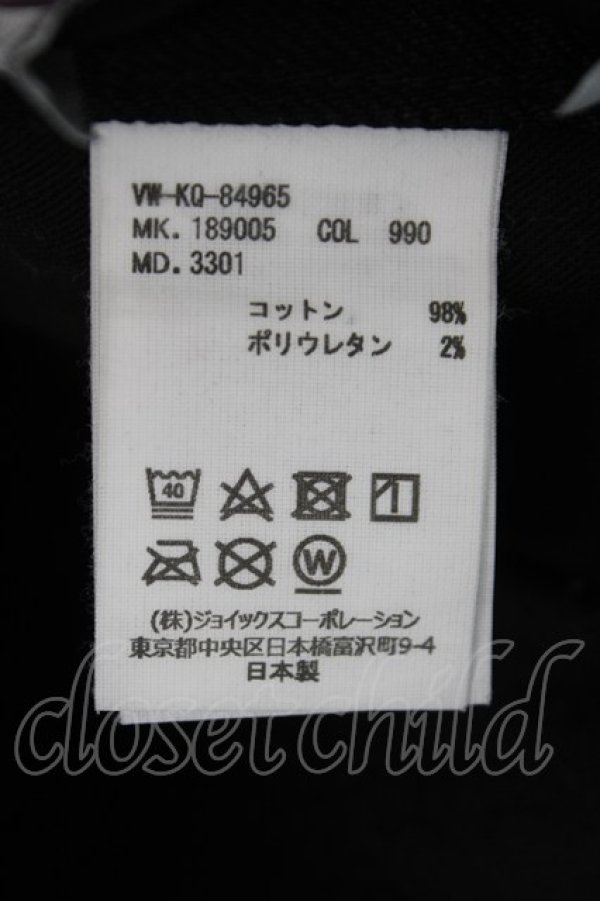 VW-KQ-84965
MK. 189005 COL 990
MD. 3301
コットン 98%
ポリウレタン 2%
40
W
(株)ジョイックスコーポレーション
東京都中央区日本橋富沢町9-4
日本製
closet child